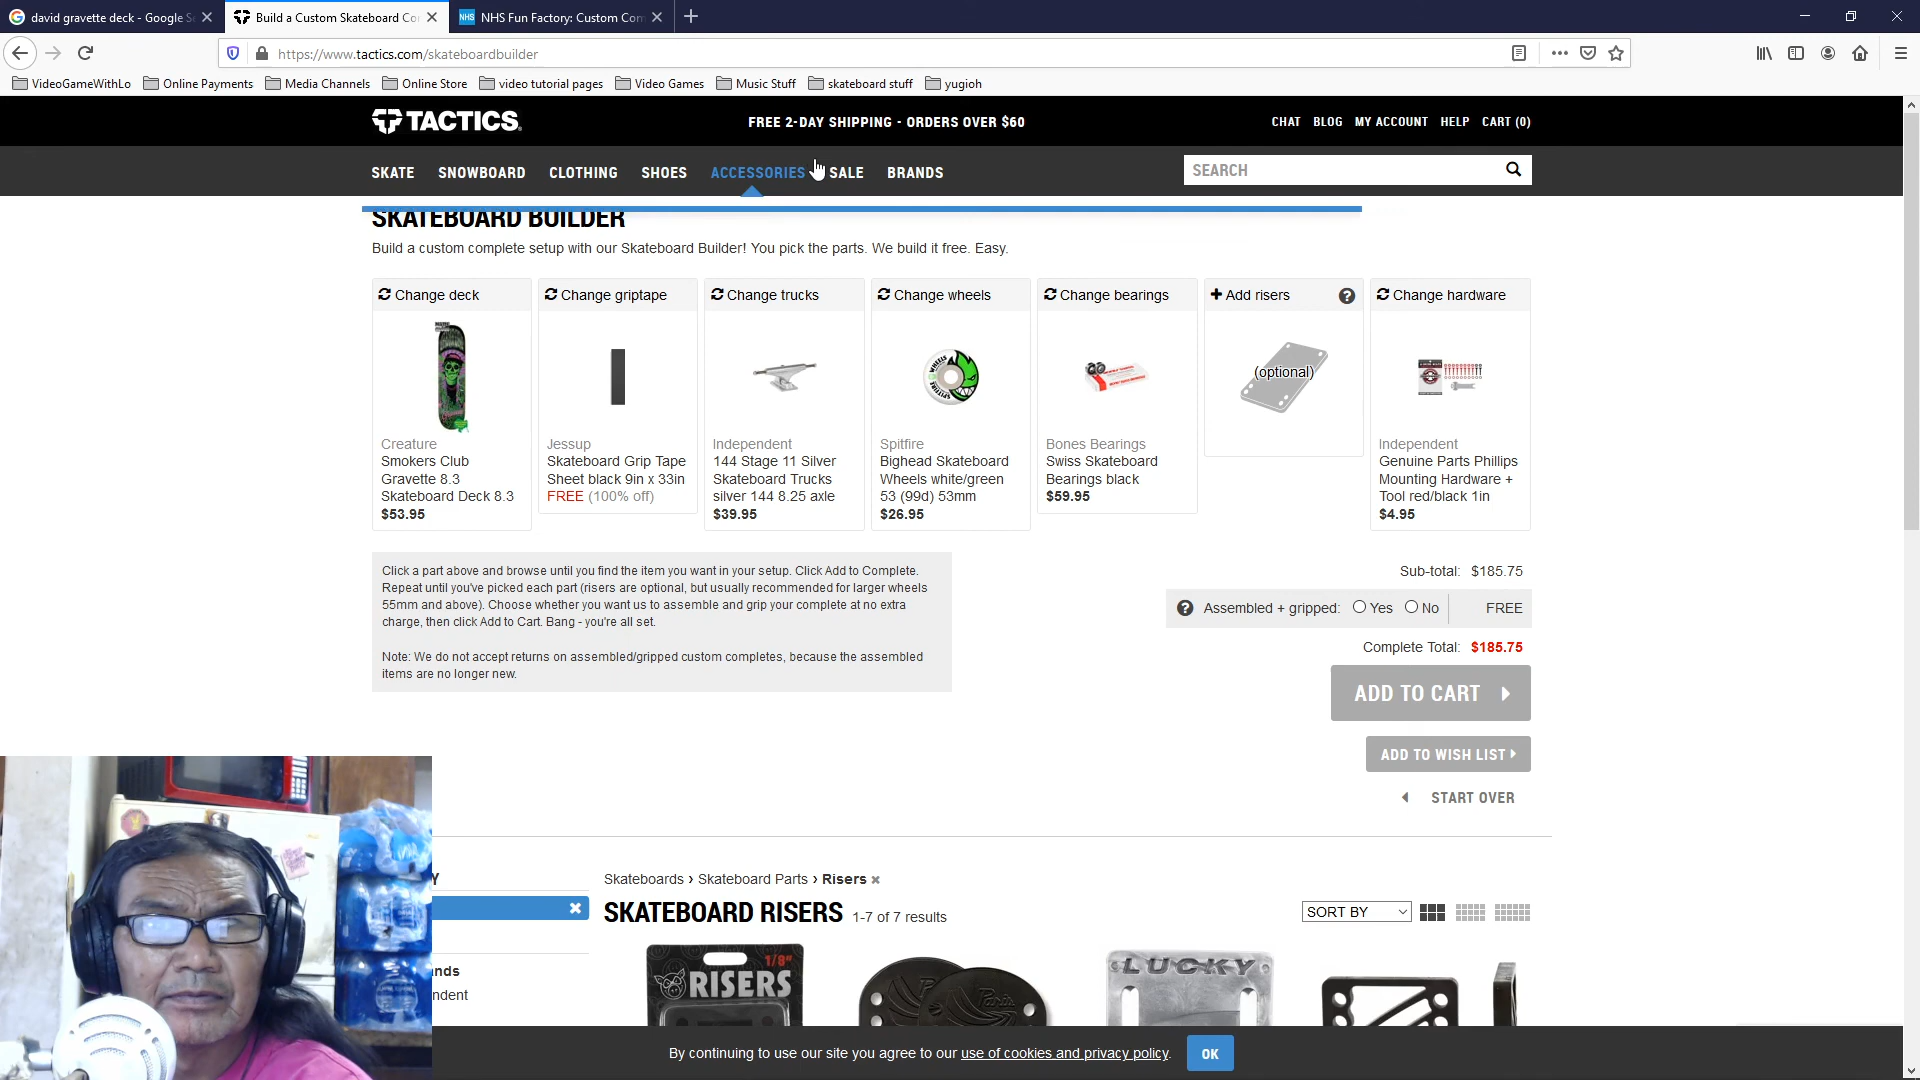 david gravette deck - Google S
Build a Custom Skateboard Co
NHS NHS Fun Factory: Custom Com
https://www.tactics.com/skateboardbuilder
VideoGameWithLo Online Payments Media Channels Online Store video tutorial pages Video Games Music Stuff skateboard stuff yugioh
TACTICS.
FREE 2-DAY SHIPPING - ORDERS OVER $60
CHAT BLOG MY ACCOUNT HELP CART (0)
SKATE SNOWBOARD CLOTHING SHOES ACCESSORIES SALE BRANDS
SEARCH
SKATEBOARD BUILDER
Build a custom complete setup with our Skateboard Builder! You pick the parts. We build it free. Easy.
Change deck
Creature
Smokers Club
Gravette 8.3
Skateboard Deck 8.3
$53.95
Change griptape
Jessup
Skateboard Grip Tape
Sheet black 9in x 33in
FREE (100% off)
Change trucks
Independent
144 Stage 11 Silver
Skateboard Trucks
silver 144 8.25 axle
$39.95
Change wheels
SPITFIRE WHEELS
Spitfire
Bighead Skateboard
Wheels white/green
53 (99d) 53mm
$26.95
Change bearings
Bones Bearings
Swiss Skateboard
Bearings black
$59.95
Add risers ?
(optional)
Change hardware
Independent
Genuine Parts Phillips
Mounting Hardware +
Tool red/black 1in
$4.95
Click a part above and browse until you find the item you want in your setup. Click Add to Complete.
Repeat until you've picked each part (risers are optional, but usually recommended for larger wheels
55mm and above). Choose whether you want us to assemble and grip your complete at no extra
charge, then click Add to Cart. Bang - you're all set.
Note: We do not accept returns on assembled/gripped custom completes, because the assembled
items are no longer new.
Sub-total: $185.75
? Assembled + gripped: Yes No FREE
Complete Total: $185.75
ADD TO CART
ADD TO WISH LIST
START OVER
Y
nds
ndent
Skateboards › Skateboard Parts › Risers
SKATEBOARD RISERS 1-7 of 7 results
SORT BY
1/8"
RISERS
Paris
LUCKY
By continuing to use our site you agree to our use of cookies and privacy policy.
OK